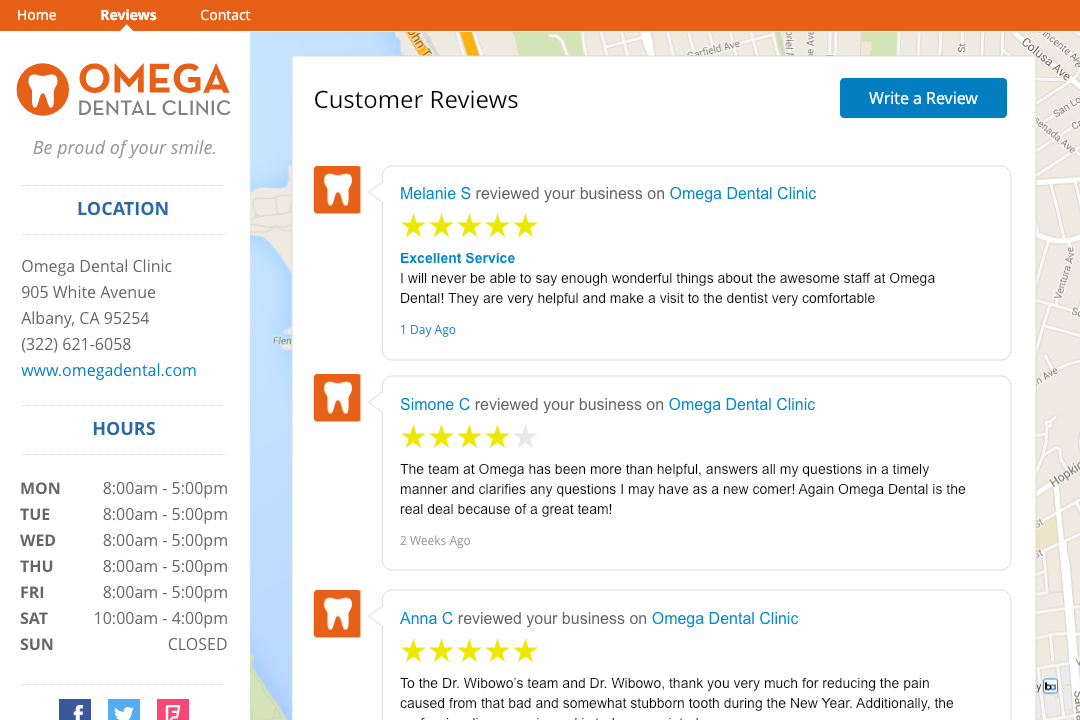 Home
Reviews
Contact
OMEGA
DENTAL CLINIC
Be proud of your smile.
LOCATION
Omega Dental Clinic
905 White Avenue
Albany, CA 95254
(322) 621-6058
www.omegadental.com
HOURS
MON 8:00am - 5:00pm
TUE 8:00am - 5:00pm
WED 8:00am - 5:00pm
THU 8:00am - 5:00pm
FRI 8:00am - 5:00pm
SAT 10:00am - 4:00pm
SUN CLOSED
Customer Reviews
Write a Review
Melanie S reviewed your business on Omega Dental Clinic
Excellent Service
I will never be able to say enough wonderful things about the awesome staff at Omega
Dental! They are very helpful and make a visit to the dentist very comfortable
1 Day Ago
Simone C reviewed your business on Omega Dental Clinic
The team at Omega has been more than helpful, answers all my questions in a timely
manner and clarifies any questions I may have as a new comer! Again Omega Dental is the
real deal because of a great team!
2 Weeks Ago
Anna C reviewed your business on Omega Dental Clinic
To the Dr. Wibowo's team and Dr. Wibowo, thank you very much for reducing the pain
caused from that bad and somewhat stubborn tooth during the New Year. Additionally, the
Garfield Ave
St
Colusa Ave
Ventura Ave